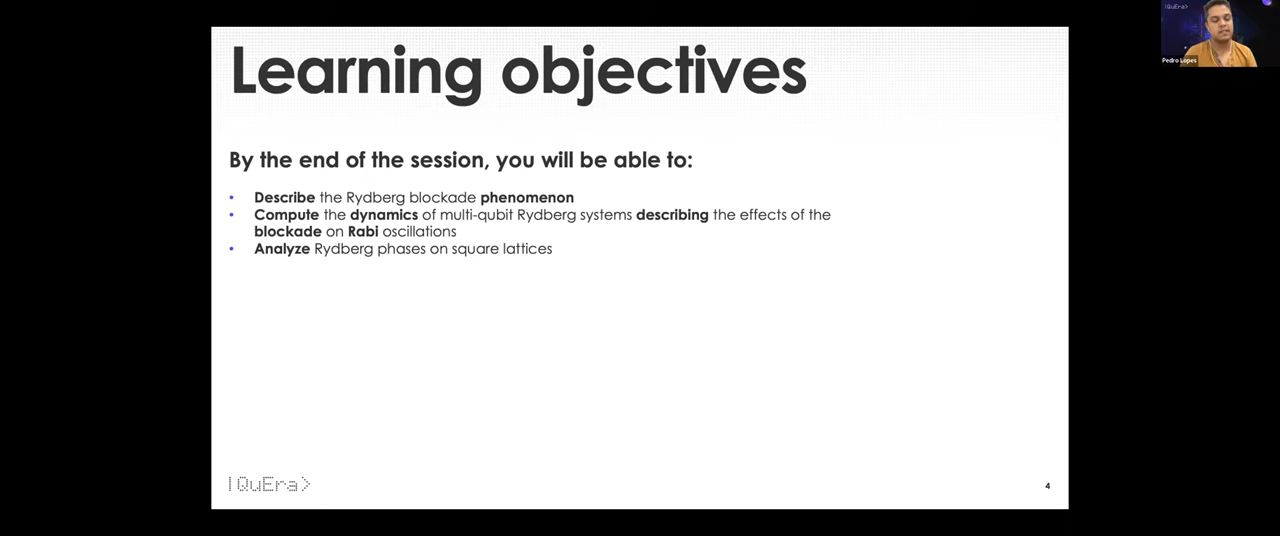 |QuEra>
Pedro Lopes
Learning objectives
By the end of the session, you will be able to:
• Describe the Rydberg blockade phenomenon
• Compute the dynamics of multi-qubit Rydberg systems describing the effects of the
blockade on Rabi oscillations
• Analyze Rydberg phases on square lattices
|QuEra>
4